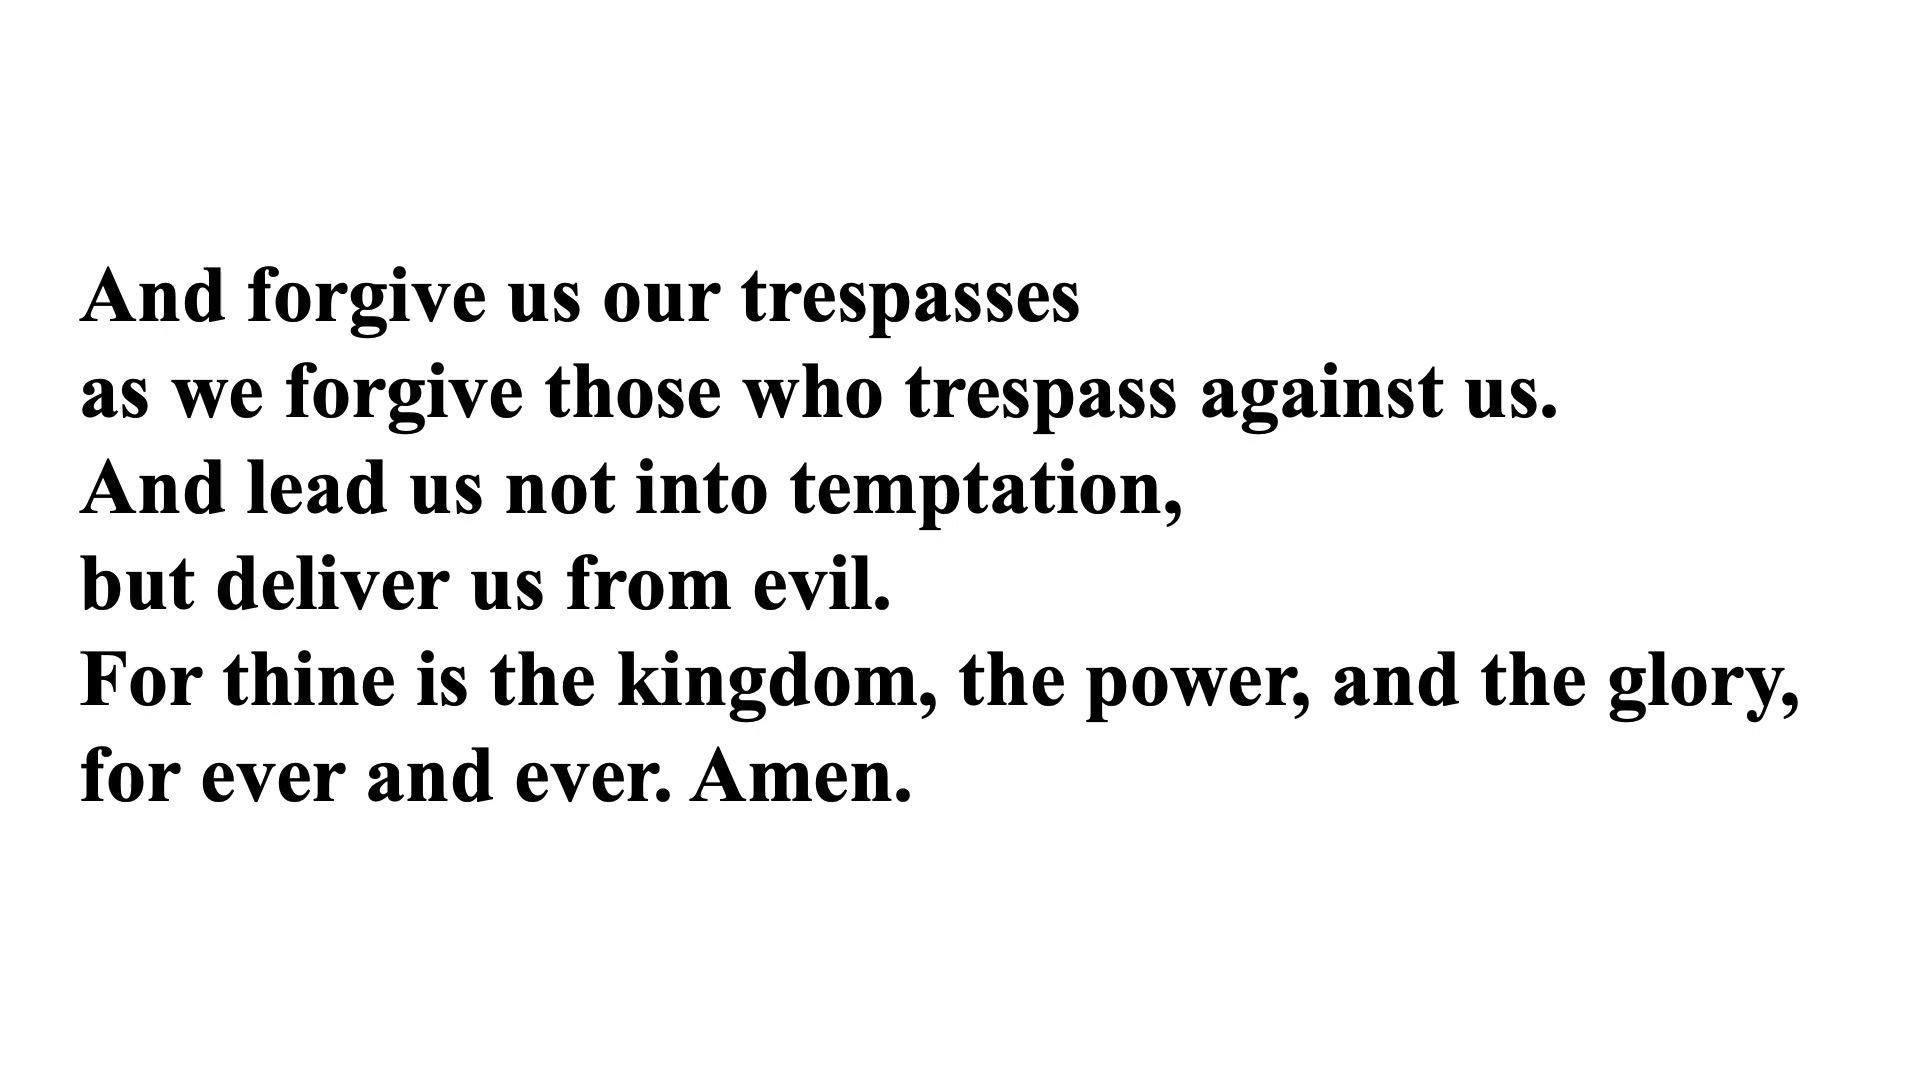 And forgive us our trespasses
as we forgive those who trespass against us.
And lead us not into temptation,
but deliver us from evil.
For thine is the kingdom, the power, and the glory,
for ever and ever. Amen.